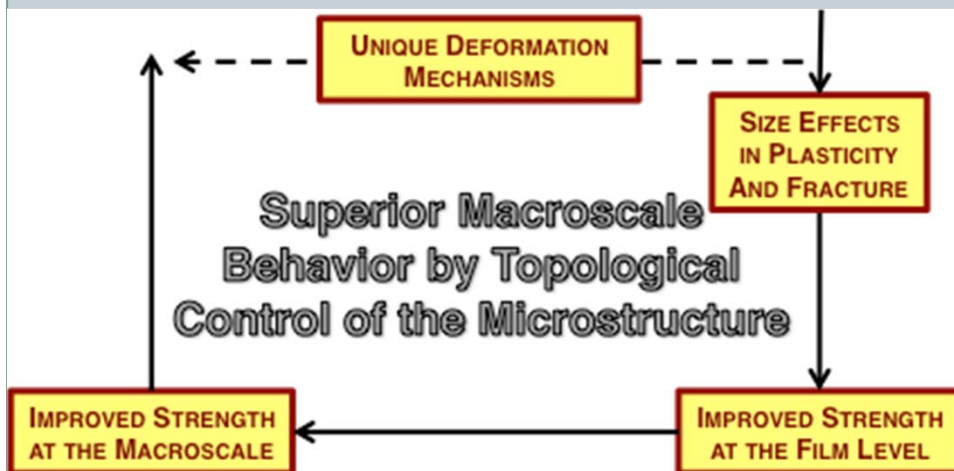 UNIQUE DEFORMATION
MECHANISMS
SIZE EFFECTS
IN PLASTICITY
AND FRACTURE
Superior Macroscale
Behavior by Topological
Control of the Microstructure
IMPROVED STRENGTH
AT THE MACROSCALE
IMPROVED STRENGTH
AT THE FILM LEVEL